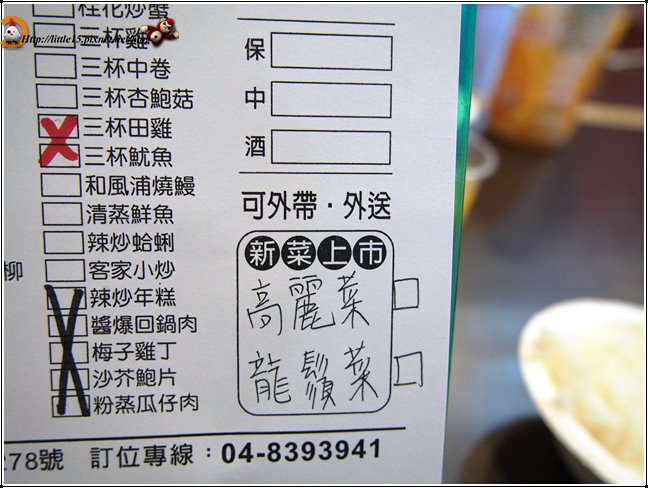 桂花炒蟹
三杯雞
三杯中卷
三杯杏鮑菇
三杯田雞
三杯魷魚
和風浦燒鰻
清蒸鮮魚
辣炒蛤蜊
柳
客家小炒
辣炒年糕
醬爆回鍋肉
梅子雞丁
沙芥鮑片
粉蒸瓜仔肉
保
中
酒
可外帶·外送
新菜上市
高麗菜
龍鬚菜
278號 訂位專線：04-8393941